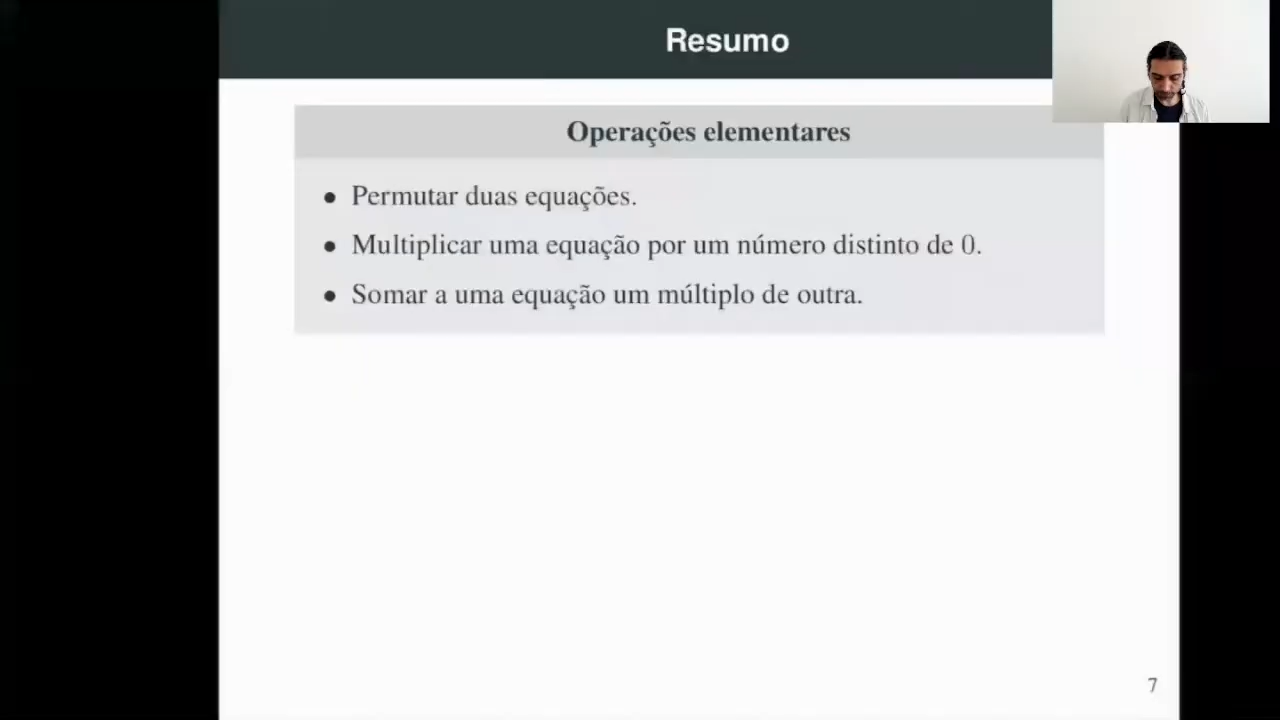 Resumo
Operações elementares
• Permutar duas equações.
• Multiplicar uma equação por um número distinto de 0.
• Somar a uma equação um múltiplo de outra.
7